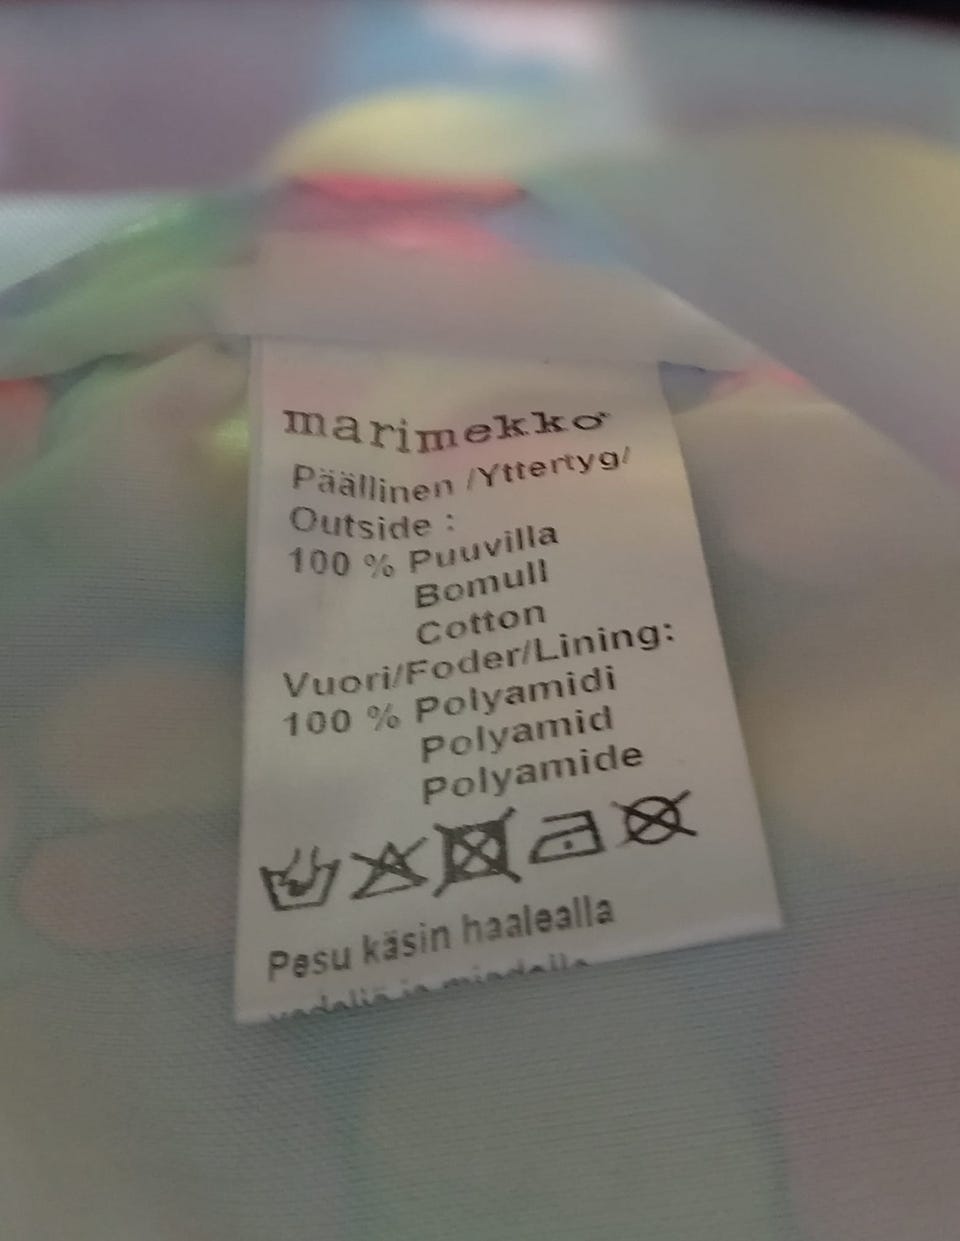 marimekko
Päällinen /Yttertyg/
Outside :
100 % Puuvilla
Bomull
Cotton
Vuori/Foder/Lining:
100 % Polyamidi
Polyamid
Polyamide
Pesu käsin haalealla